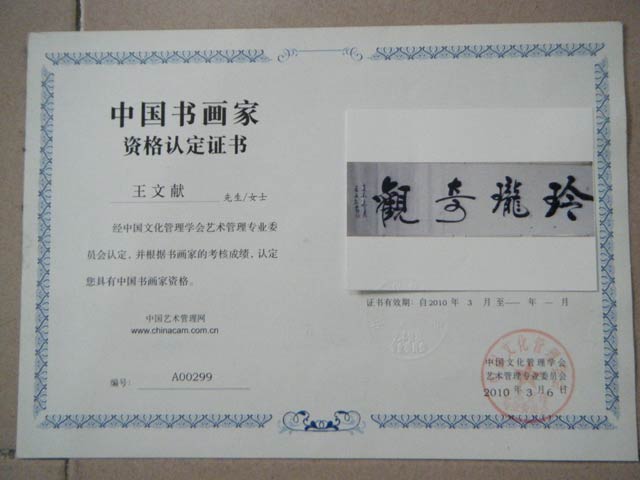 中国书画家
资格认定证书
王文献 先生/女士
经中国文化管理学会艺术管理专业委
员会认定，并根据书画家的考核成绩，认定
您具有中国书画家资格。
中国艺术管理网
www.chinacam.com.cn
编号： A00299
玲瓏奇觀
证书有效期：自2010 年 3 月至—— 年 — 月
中国文化管理学会
艺术管理专业委员会
2010 年 3 月 6 日